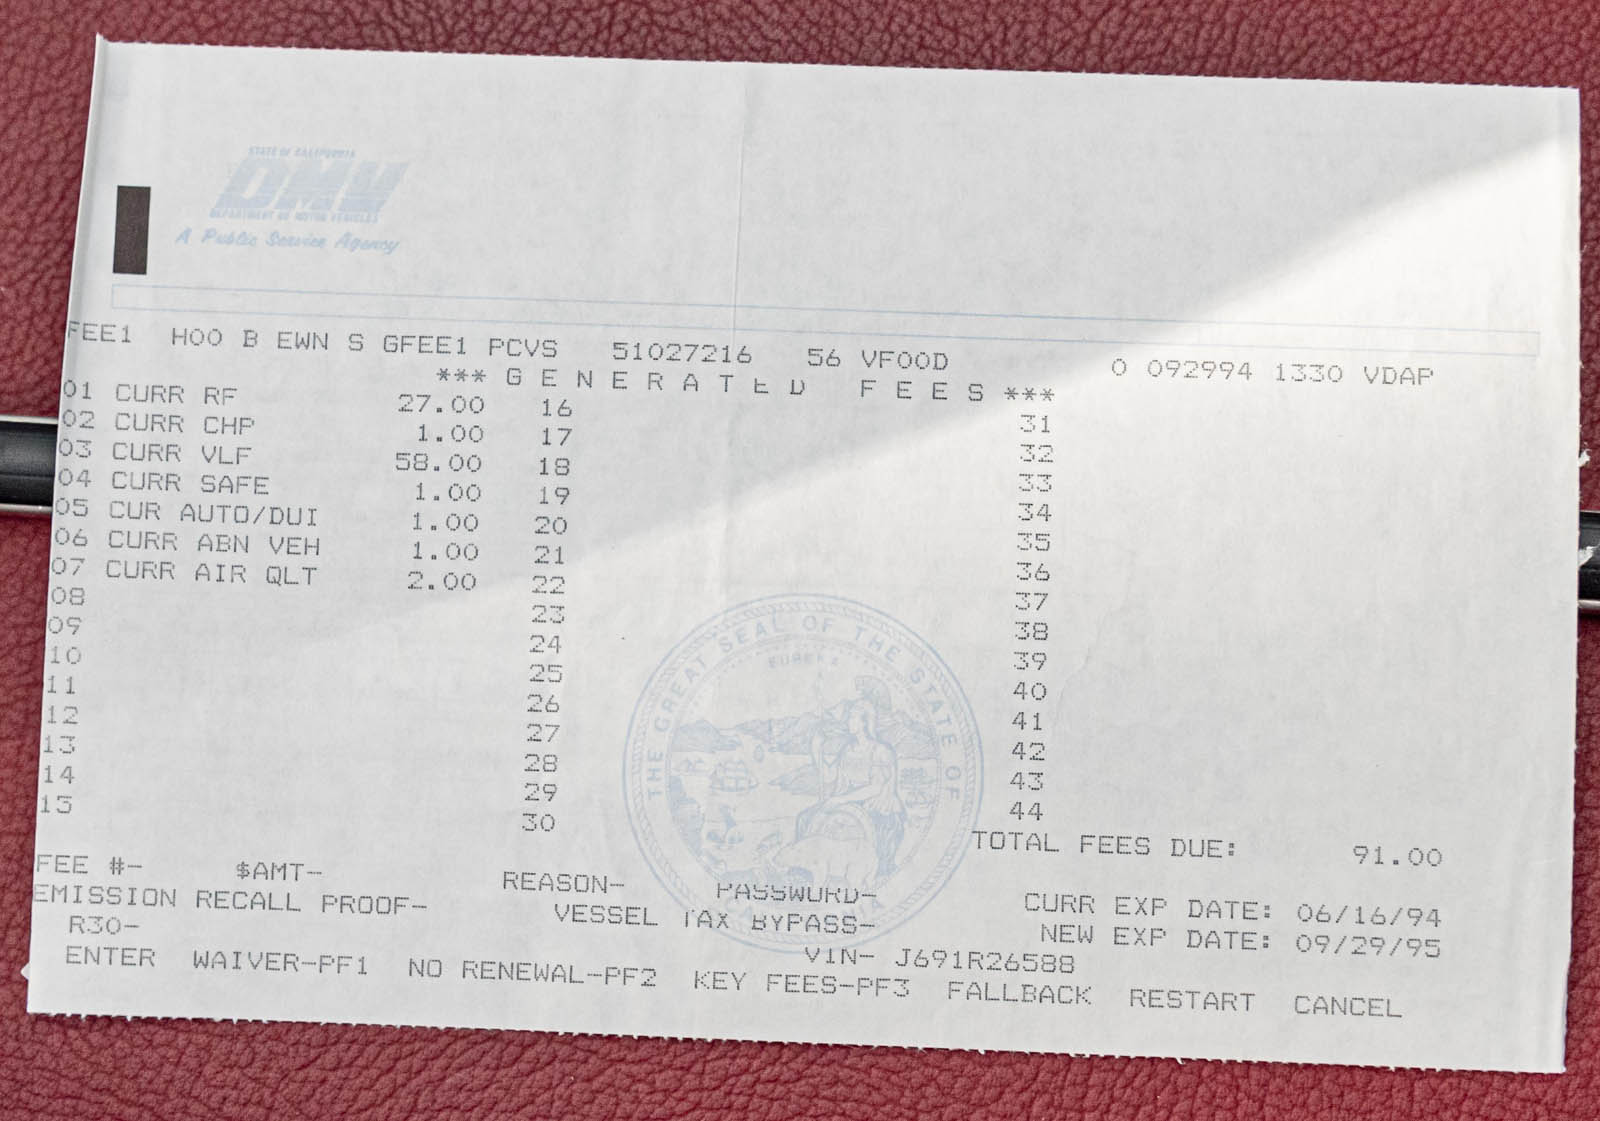 STATE OF CALIFORNIA
DMV
DEPARTMENT OF MOTOR VEHICLES
A Public Service Agency
FEE1 HOO B EWN S GFEE1 PCVS 51027216 56 VFOOD 0 092994 1330 VDAP
*** G E N E R A T E D F E E S ***
01 CURR RF 27.00 16 31
02 CURR CHP 1.00 17 32
03 CURR VLF 58.00 18 33
04 CURR SAFE 1.00 19 34
05 CUR AUTO/DUI 1.00 20 35
06 CURR ABN VEH 1.00 21 36
07 CURR AIR QLT 2.00 22 37
08 23 38
09 24 39
10 25 40
11 26 41
12 27 42
13 28 43
14 29 44
15 30
TOTAL FEES DUE: 91.00
FEE #- $AMT- REASON- PASSWORD- CURR EXP DATE: 06/16/94
EMISSION RECALL PROOF- VESSEL TAX BYPASS- NEW EXP DATE: 09/29/95
R30- VIN- J691R26588
ENTER WAIVER-PF1 NO RENEWAL-PF2 KEY FEES-PF3 FALLBACK RESTART CANCEL
THE GREAT SEAL OF THE STATE OF
EUREKA